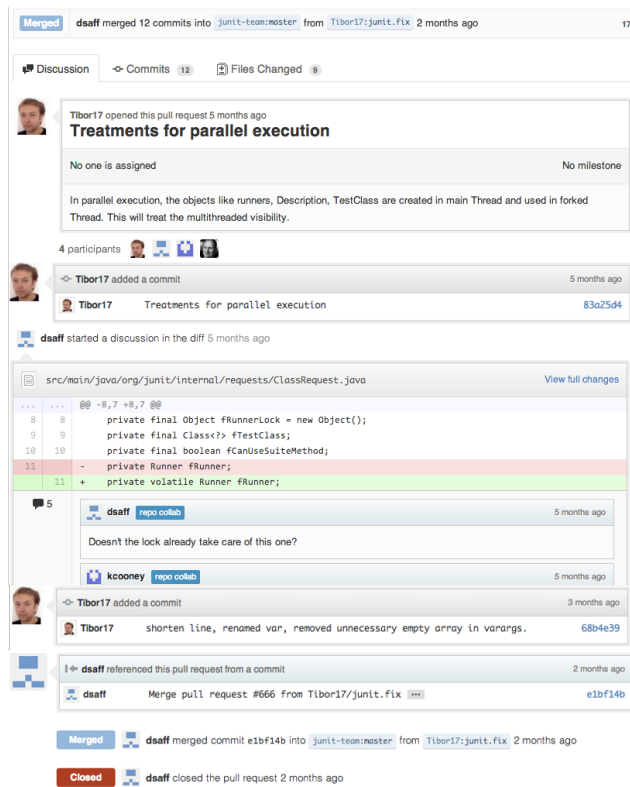 Merged dsaff merged 12 commits into junit-team:master from Tibor17:junit.fix 2 months ago 17
Discussion Commits 12 Files Changed 9
Tibor17 opened this pull request 5 months ago
Treatments for parallel execution
No one is assigned No milestone
In parallel execution, the objects like runners, Description, TestClass are created in main Thread and used in forked
Thread. This will treat the multithreaded visibility.
4 participants
Tibor17 added a commit 5 months ago
Tibor17 Treatments for parallel execution 83a25d4
dsaff started a discussion in the diff 5 months ago
src/main/java/org/junit/internal/requests/ClassRequest.java View full changes
... ... @@ -8,7 +8,7 @@
8 8 private final Object fRunnerLock = new Object();
9 9 private final Class<?> fTestClass;
10 10 private final boolean fCanUseSuiteMethod;
11 - private Runner fRunner;
11 + private volatile Runner fRunner;
5 dsaff repo collab 5 months ago
Doesn't the lock already take care of this one?
kcooney repo collab 5 months ago
Tibor17 added a commit 3 months ago
Tibor17 shorten line, renamed var, removed unnecessary empty array in varargs. 68b4e39
dsaff referenced this pull request from a commit 2 months ago
dsaff Merge pull request #666 from Tibor17/junit.fix ... e1bf14b
Merged dsaff merged commit e1bf14b into junit-team:master from Tibor17:junit.fix 2 months ago
Closed dsaff closed the pull request 2 months ago